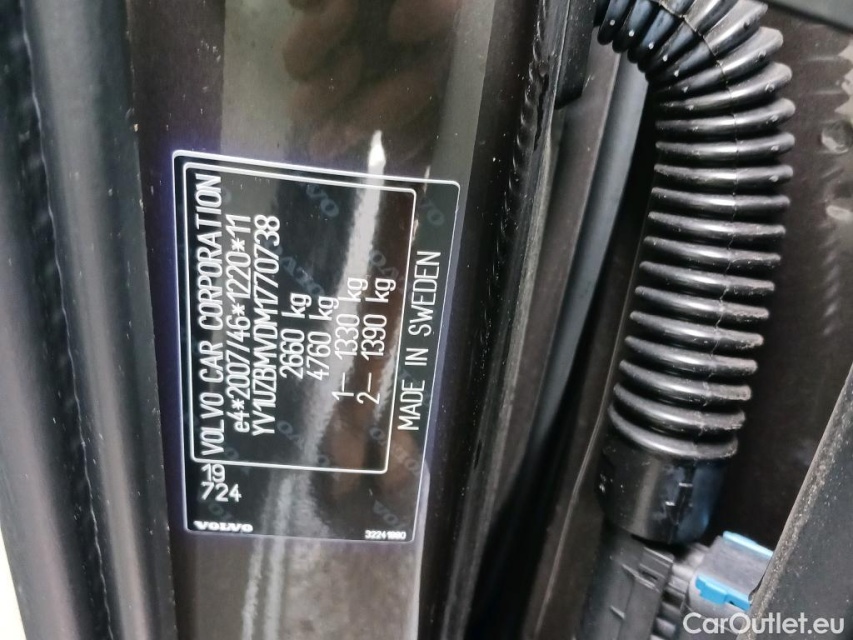 VOLVO CAR CORPORATION
e4*2007/46*1220*11
YV1UZBMVDM1770738
2660 kg
4760 kg
1– 1330 kg
2– 1390 kg
MADE IN SWEDEN
19
724
VOLVO
32241980
CarOutlet.eu